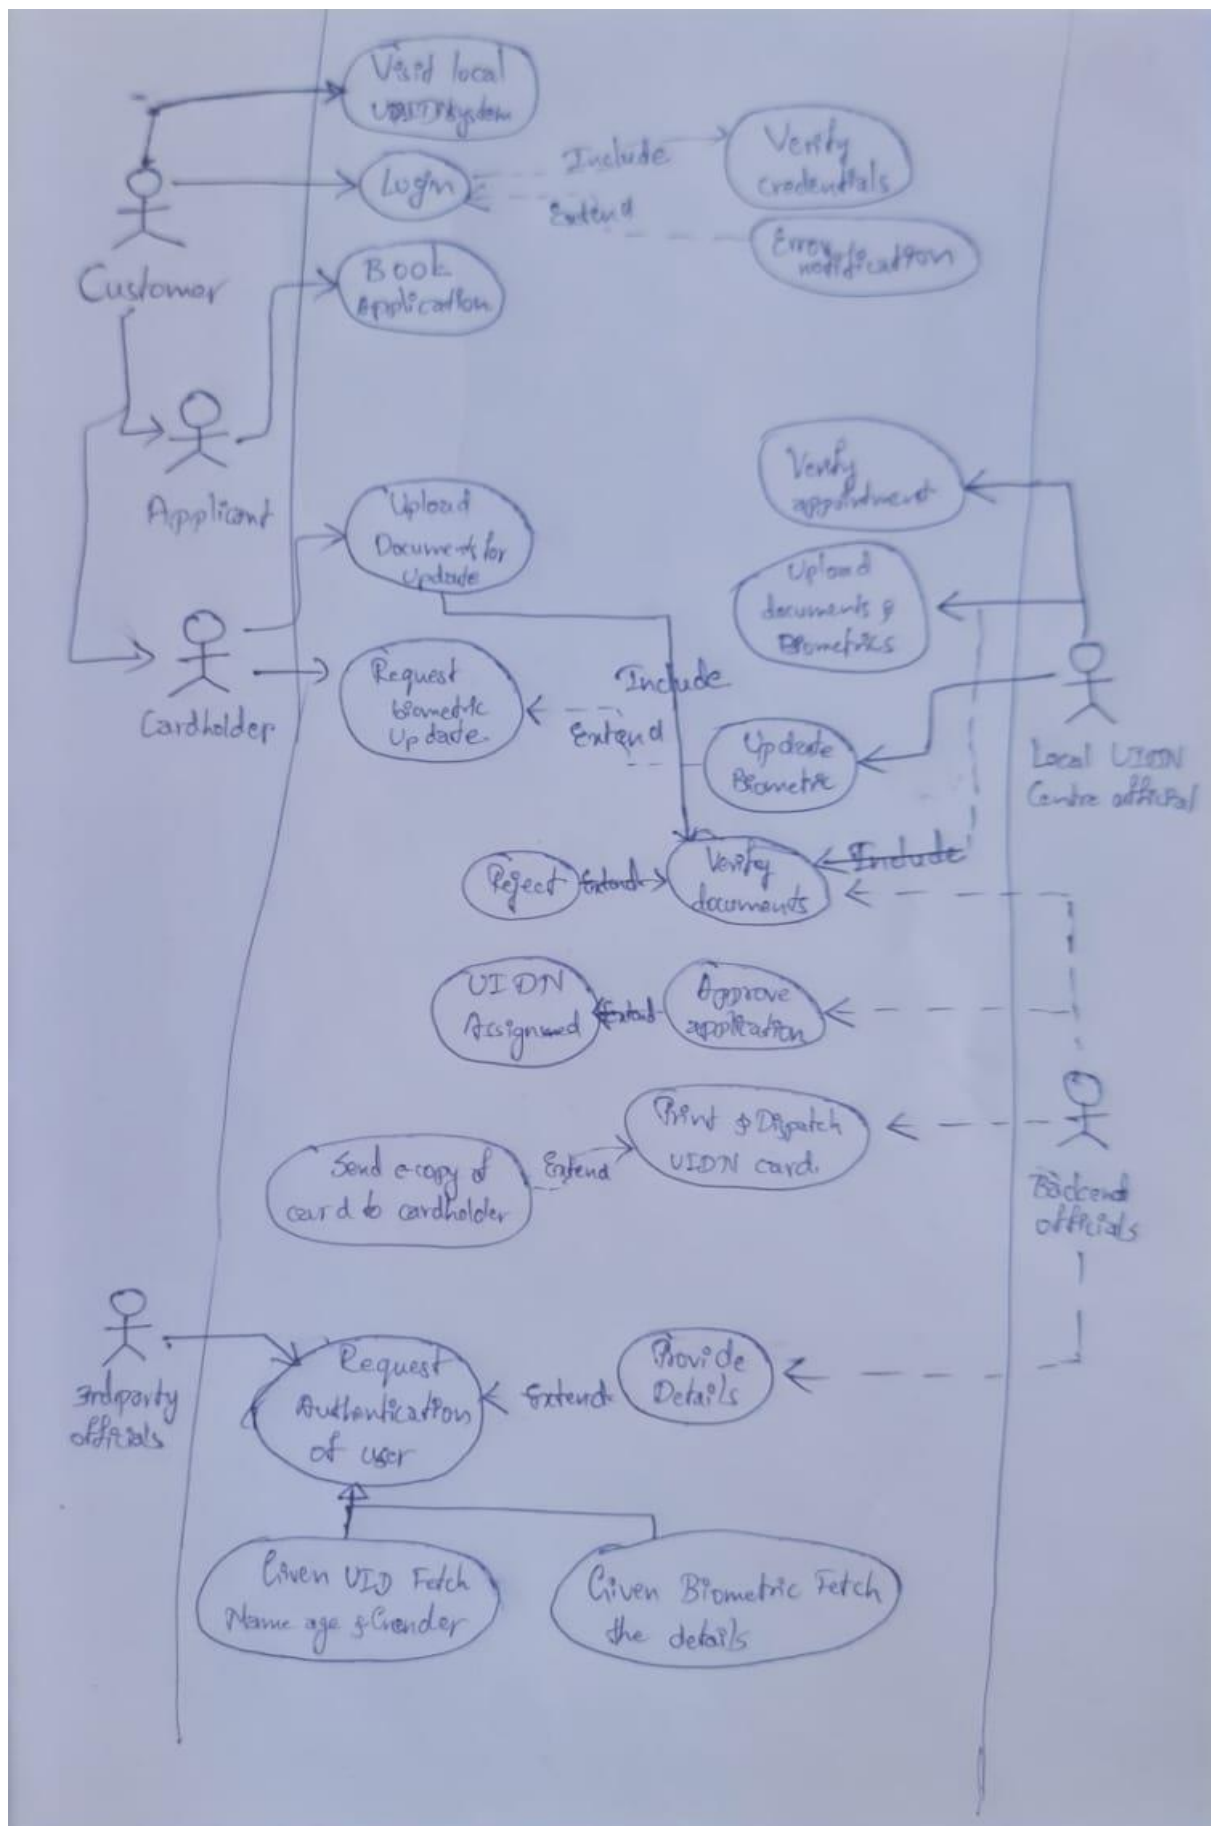 Visit local
System
Login
Include
Verify
credentials
Extend
Error
notification
Customer
Book
Application
Applicant
Verify
appointment
Upload
Documents for
Update
Upload
documents &
Biometrics
Cardholder
Request
biometric
Update
Include
Extend
Update
Biometric
Local
Centre official
Reject
Extend
Verify
documents
Include
UIDN
Assigned
Extend
Approve
application
Print & Dispatch
UIDN card
Send e-copy of
card to cardholder
Extend
Backend
officials
3rd party
officials
Request
Authentication
of user
Extend
Provide
Details
Given UID Fetch
Name age & Gender
Given Biometric Fetch
the details